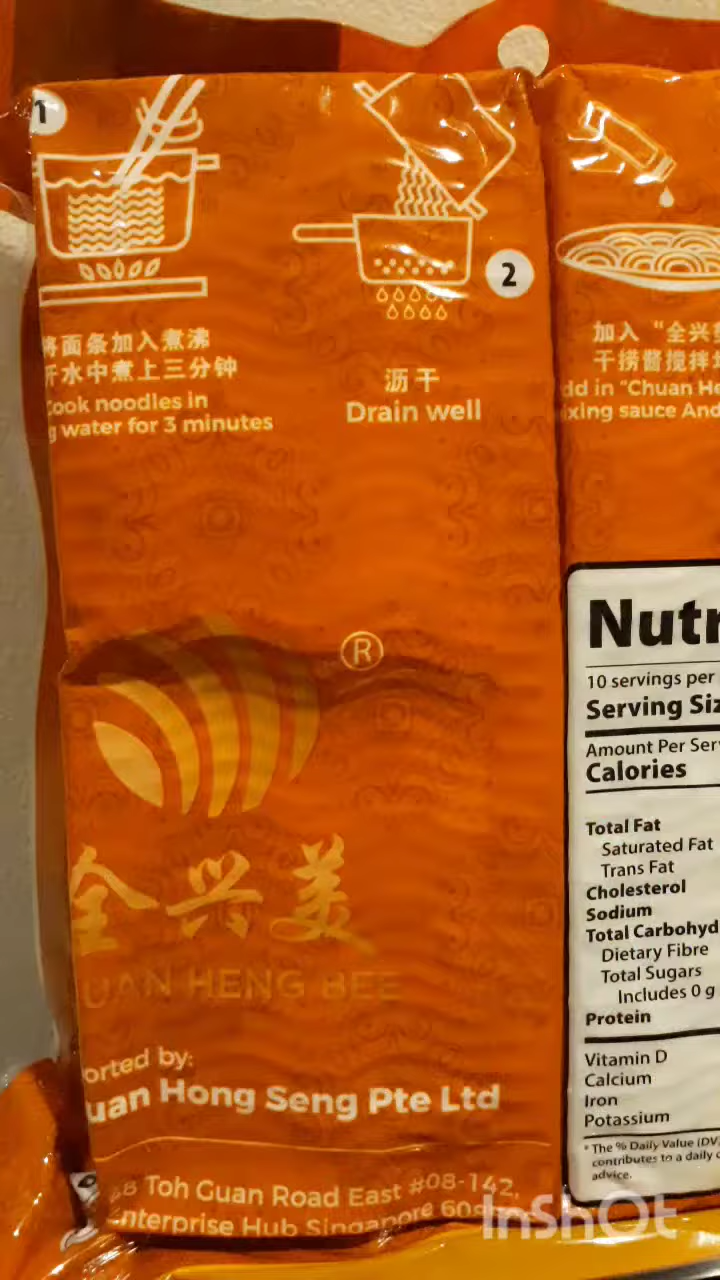 1
将面条加入煮沸
开水中煮上三分钟
Cook noodles in
g water for 3 minutes
2
沥干
Drain well
加入 "全兴
干捞酱搅拌
dd in "Chuan He
ixing sauce And
®
全兴美
UAN HENG BEE
orted by:
uan Hong Seng Pte Ltd
Toh Guan Road East #08-142,
Enterprise Hub Singapore
Nutr
10 servings per
Serving Siz
Amount Per Ser
Calories
Total Fat
Saturated Fat
Trans Fat
Cholesterol
Sodium
Total Carbohyd
Dietary Fibre
Total Sugars
Includes 0 g
Protein
Vitamin D
Calcium
Iron
Potassium
* The % Daily Value (DV
contributes to a daily
advice.
InShOt